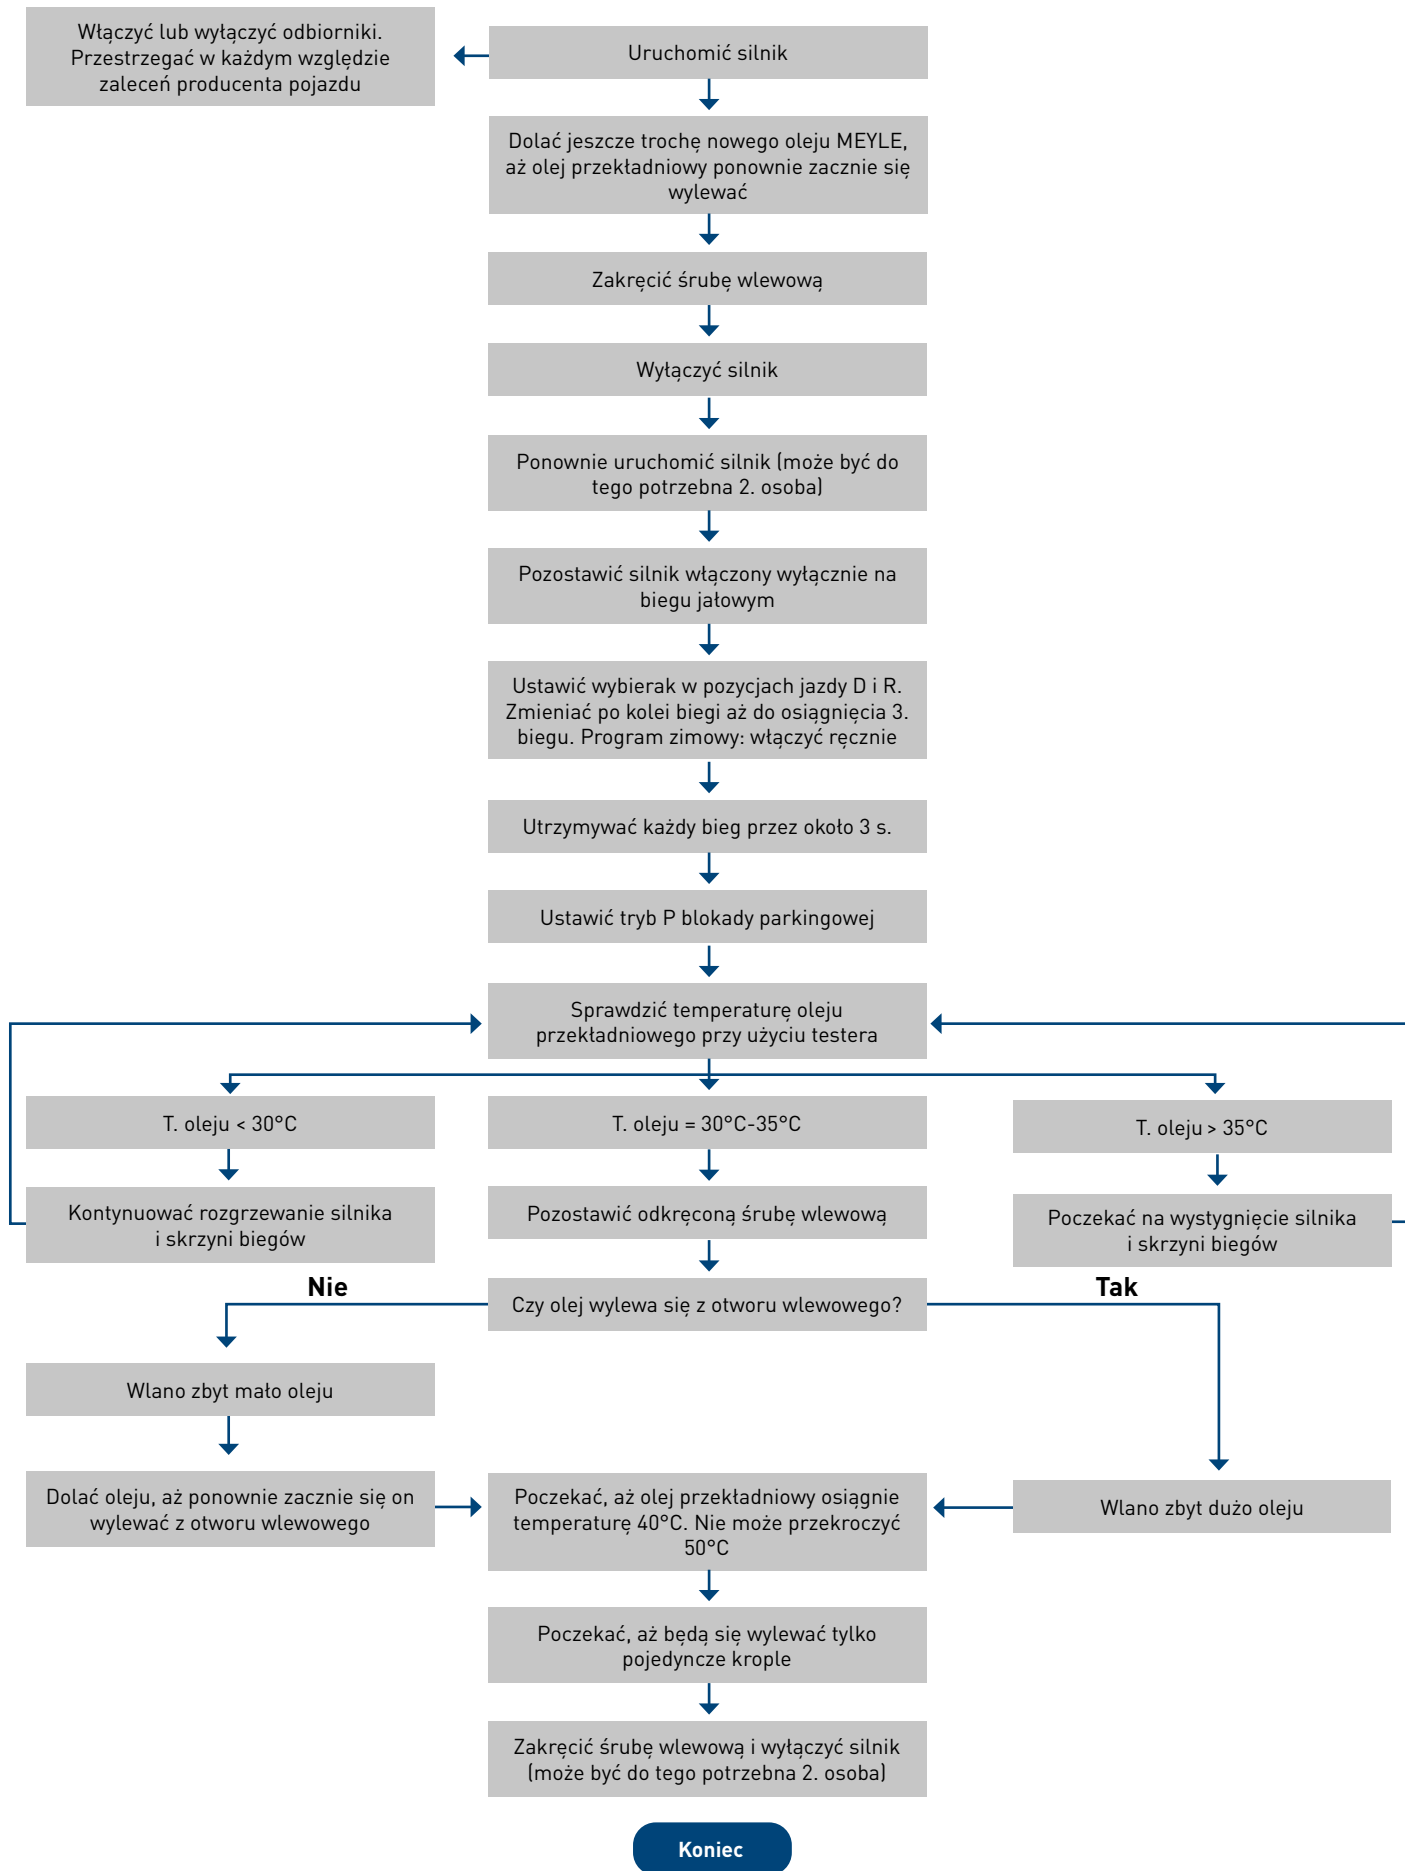 Włączyć lub wyłączyć odbiorniki.
Przestrzegać w każdym względzie
zaleceń producenta pojazdu
Uruchomić silnik
Dolać jeszcze trochę nowego oleju MEYLE,
aż olej przekładniowy ponownie zacznie się
wylewać
Zakręcić śrubę wlewową
Wyłączyć silnik
Ponownie uruchomić silnik (może być do
tego potrzebna 2. osoba)
Pozostawić silnik włączony wyłącznie na
biegu jałowym
Ustawić wybierak w pozycjach jazdy D i R.
Zmieniać po kolei biegi aż do osiągnięcia 3.
biegu. Program zimowy: włączyć ręcznie
Utrzymywać każdy bieg przez około 3 s.
Ustawić tryb P blokady parkingowej
Sprawdzić temperaturę oleju
przekładniowego przy użyciu testera
T. oleju < 30°C
T. oleju = 30°C-35°C
T. oleju > 35°C
Kontynuować rozgrzewanie silnika
i skrzyni biegów
Pozostawić odkręconą śrubę wlewową
Poczekać na wystygnięcie silnika
i skrzyni biegów
Nie
Czy olej wylewa się z otworu wlewowego?
Tak
Wlano zbyt mało oleju
Dolać oleju, aż ponownie zacznie się on
wylewać z otworu wlewowego
Poczekać, aż olej przekładniowy osiągnie
temperaturę 40°C. Nie może przekroczyć
50°C
Wlano zbyt dużo oleju
Poczekać, aż będą się wylewać tylko
pojedyncze krople
Zakręcić śrubę wlewową i wyłączyć silnik
(może być do tego potrzebna 2. osoba)
Koniec